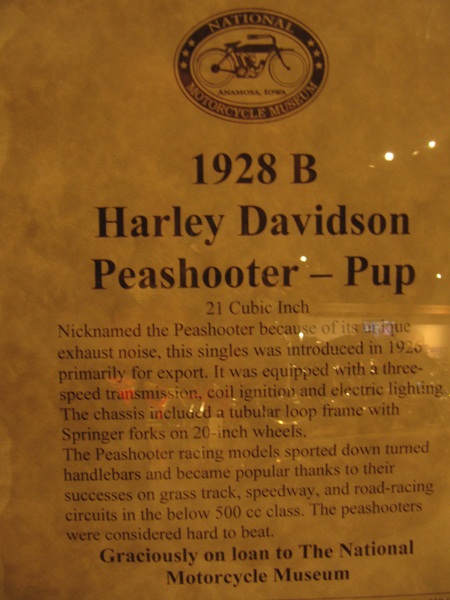 NATIONAL
ANAMOSA, IOWA
MOTORCYCLE MUSEUM
1928 B
Harley Davidson
Peashooter – Pup
21 Cubic Inch
Nicknamed the Peashooter because of its unique
exhaust noise, this singles was introduced in 1926
primarily for export. It was equipped with a three-
speed transmission, coil ignition and electric lighting.
The chassis included a tubular loop frame with
Springer forks on 20-inch wheels.
The Peashooter racing models sported down turned
handlebars and became popular thanks to their
successes on grass track, speedway, and road-racing
circuits in the below 500 cc class. The peashooters
were considered hard to beat.
Graciously on loan to The National
Motorcycle Museum